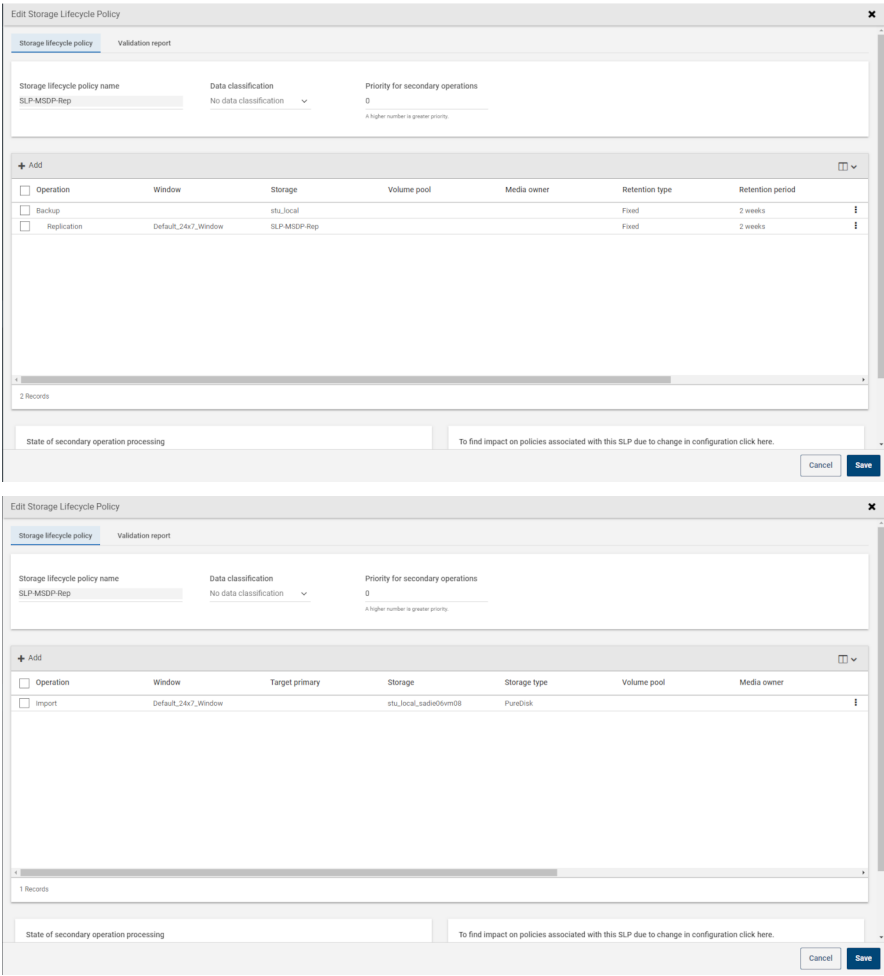 Edit Storage Lifecycle Policy
Storage lifecycle policy Validation report
Storage lifecycle policy name Data classification Priority for secondary operations
SLP-MSDP-Rep No data classification 0
A higher number is greater priority.
+ Add
Operation Window Storage Volume pool Media owner Retention type Retention period
Backup stu_local Fixed 2 weeks
Replication Default_24x7_Window SLP-MSDP-Rep Fixed 2 weeks
2 Records
State of secondary operation processing To find impact on policies associated with this SLP due to change in configuration click here.
Cancel Save
Edit Storage Lifecycle Policy
Storage lifecycle policy Validation report
Storage lifecycle policy name Data classification Priority for secondary operations
SLP-MSDP-Rep No data classification 0
A higher number is greater priority.
+ Add
Operation Window Target primary Storage Storage type Volume pool Media owner
Import Default_24x7_Window stu_local_sadie06vm08 PureDisk
1 Records
State of secondary operation processing To find impact on policies associated with this SLP due to change in configuration click here.
Cancel Save